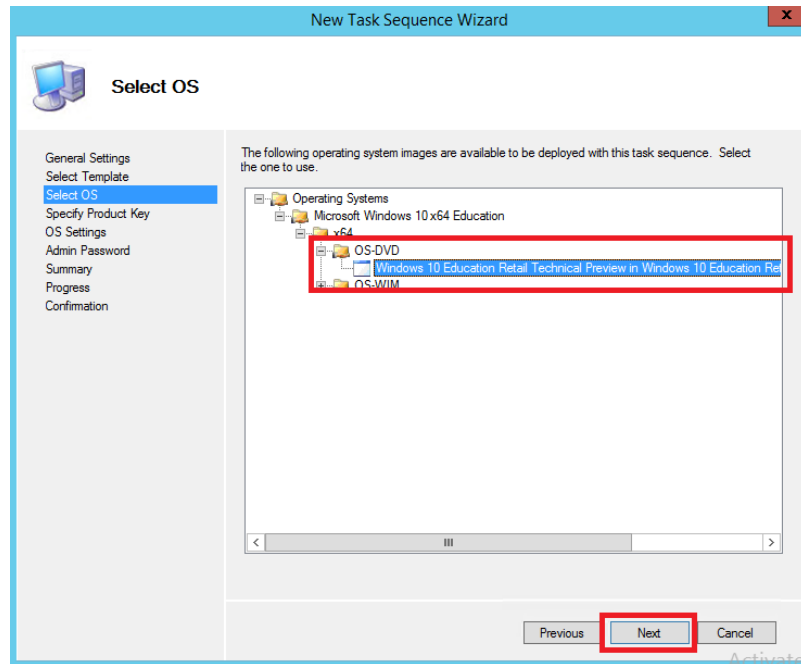 New Task Sequence Wizard
x
Select OS
General Settings
Select Template
Select OS
Specify Product Key
OS Settings
Admin Password
Summary
Progress
Confirmation
The following operating system images are available to be deployed with this task sequence. Select
the one to use.
Operating Systems
Microsoft Windows 10 x64 Education
x64
OS-DVD
Windows 10 Education Retail Technical Preview in Windows 10 Education Ret
OS-WIM
Previous
Next
Cancel
Activate